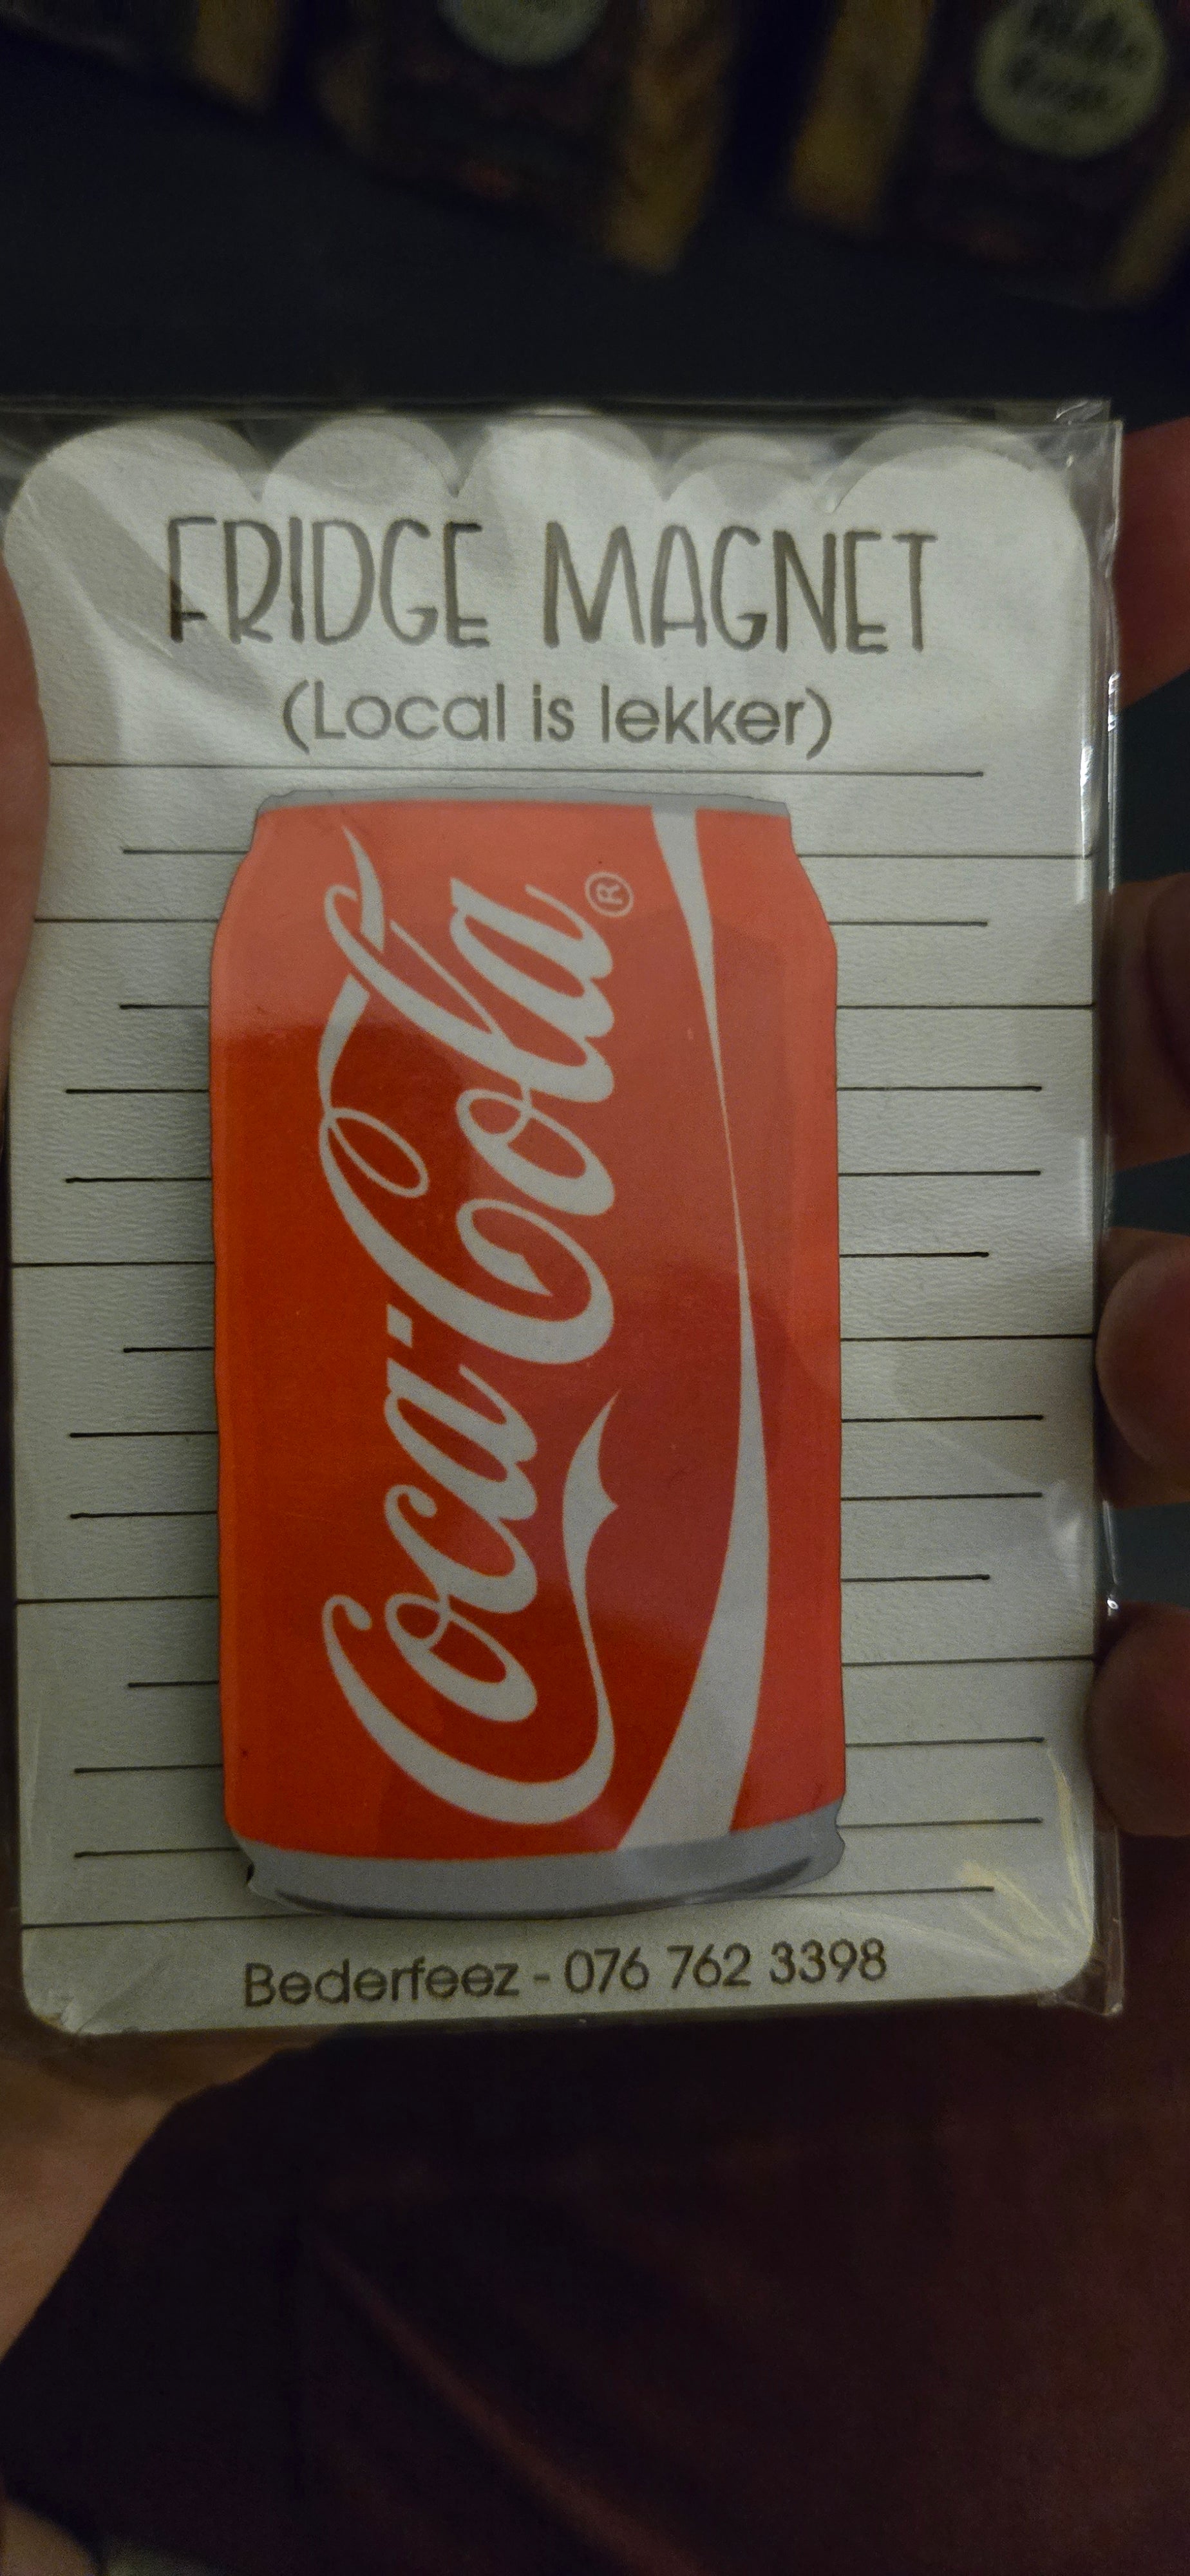 FRIDGE MAGNET
(Local is lekker)
Coca-Cola®
Bederfeez - 076 762 3398